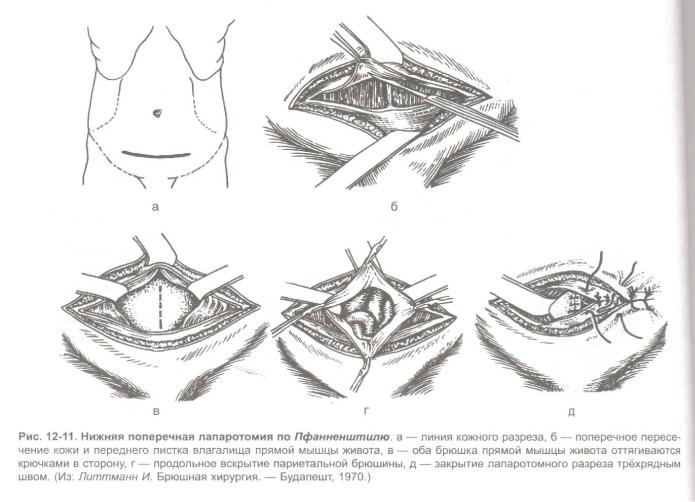 а
б
в
г
д
Рис. 12-11. Нижняя поперечная лапаротомия по Пфанненштилю. а — линия кожного разреза, б — поперечное пересе-
чение кожи и переднего листка влагалища прямой мышцы живота, в — оба брюшка прямой мышцы живота оттягиваются
крючками в сторону, г — продольное вскрытие париетальной брюшины, д — закрытие лапаротомного разреза трёхрядным
швом. (Из: Литтманн И. Брюшная хирургия. — Будапешт, 1970.)